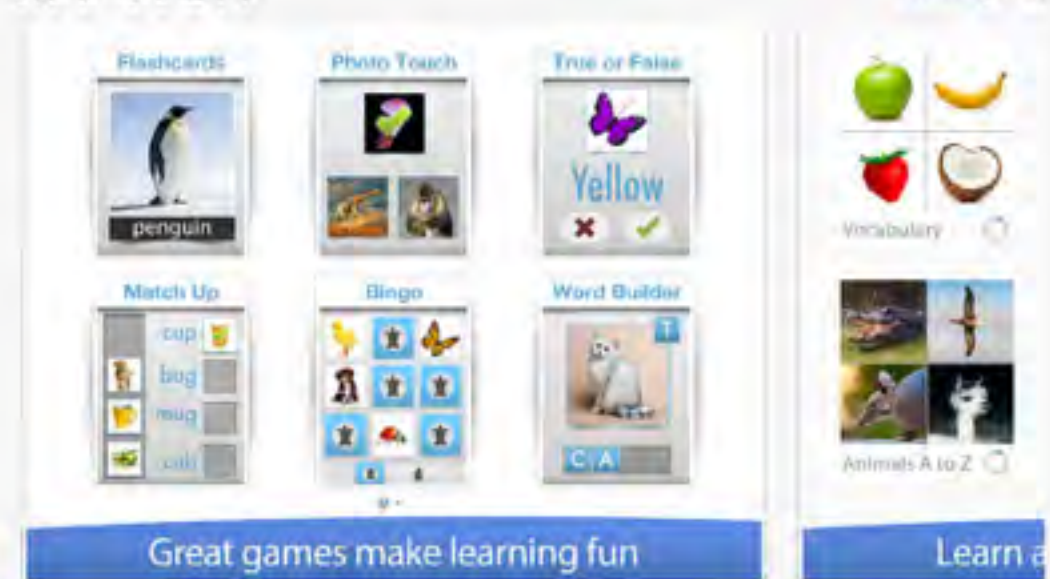 Flashcards
Photo Touch
True or False
penguin
Yellow
Match Up
Bingo
Word Builder
cup
bug
mug
T
C A
Great games make learning fun
Vocabulary
Animals A to Z
Learn